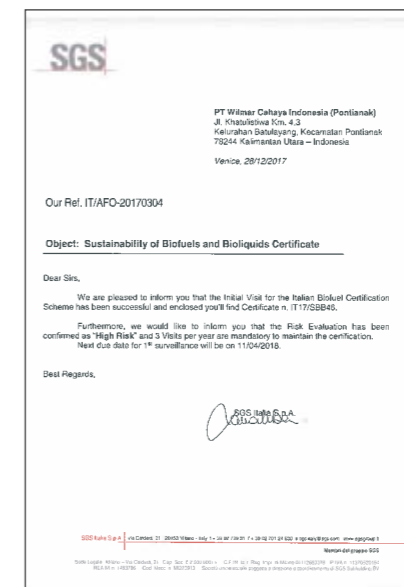 SGS
PT Wilmar Cahaya Indonesia (Pontianak)
Jl. Khatulistiwa Km. 4,3
Kelurahan Batulayang, Kecamatan Pontianak
78244 Kalimantan Utara – Indonesia
Venice, 28/12/2017
Our Ref. IT/AFO-20170304
Object: Sustainability of Biofuels and Bioliquids Certificate
Dear Sirs,
We are pleased to inform you that the Initial Visit for the Italian Biofuel Certification
Scheme has been successful and enclosed you'll find Certificate n. IT17/SBB46.
Furthermore, we would like to inform you that the Risk Evaluation has been
confirmed as "High Risk" and 3 Visits per year are mandatory to maintain the certification.
Next due date for 1st surveillance will be on 11/04/2018.
Best Regards,
SGS Italia S.p.A.
SGS Italia S.p.A.
Membro del gruppo SGS